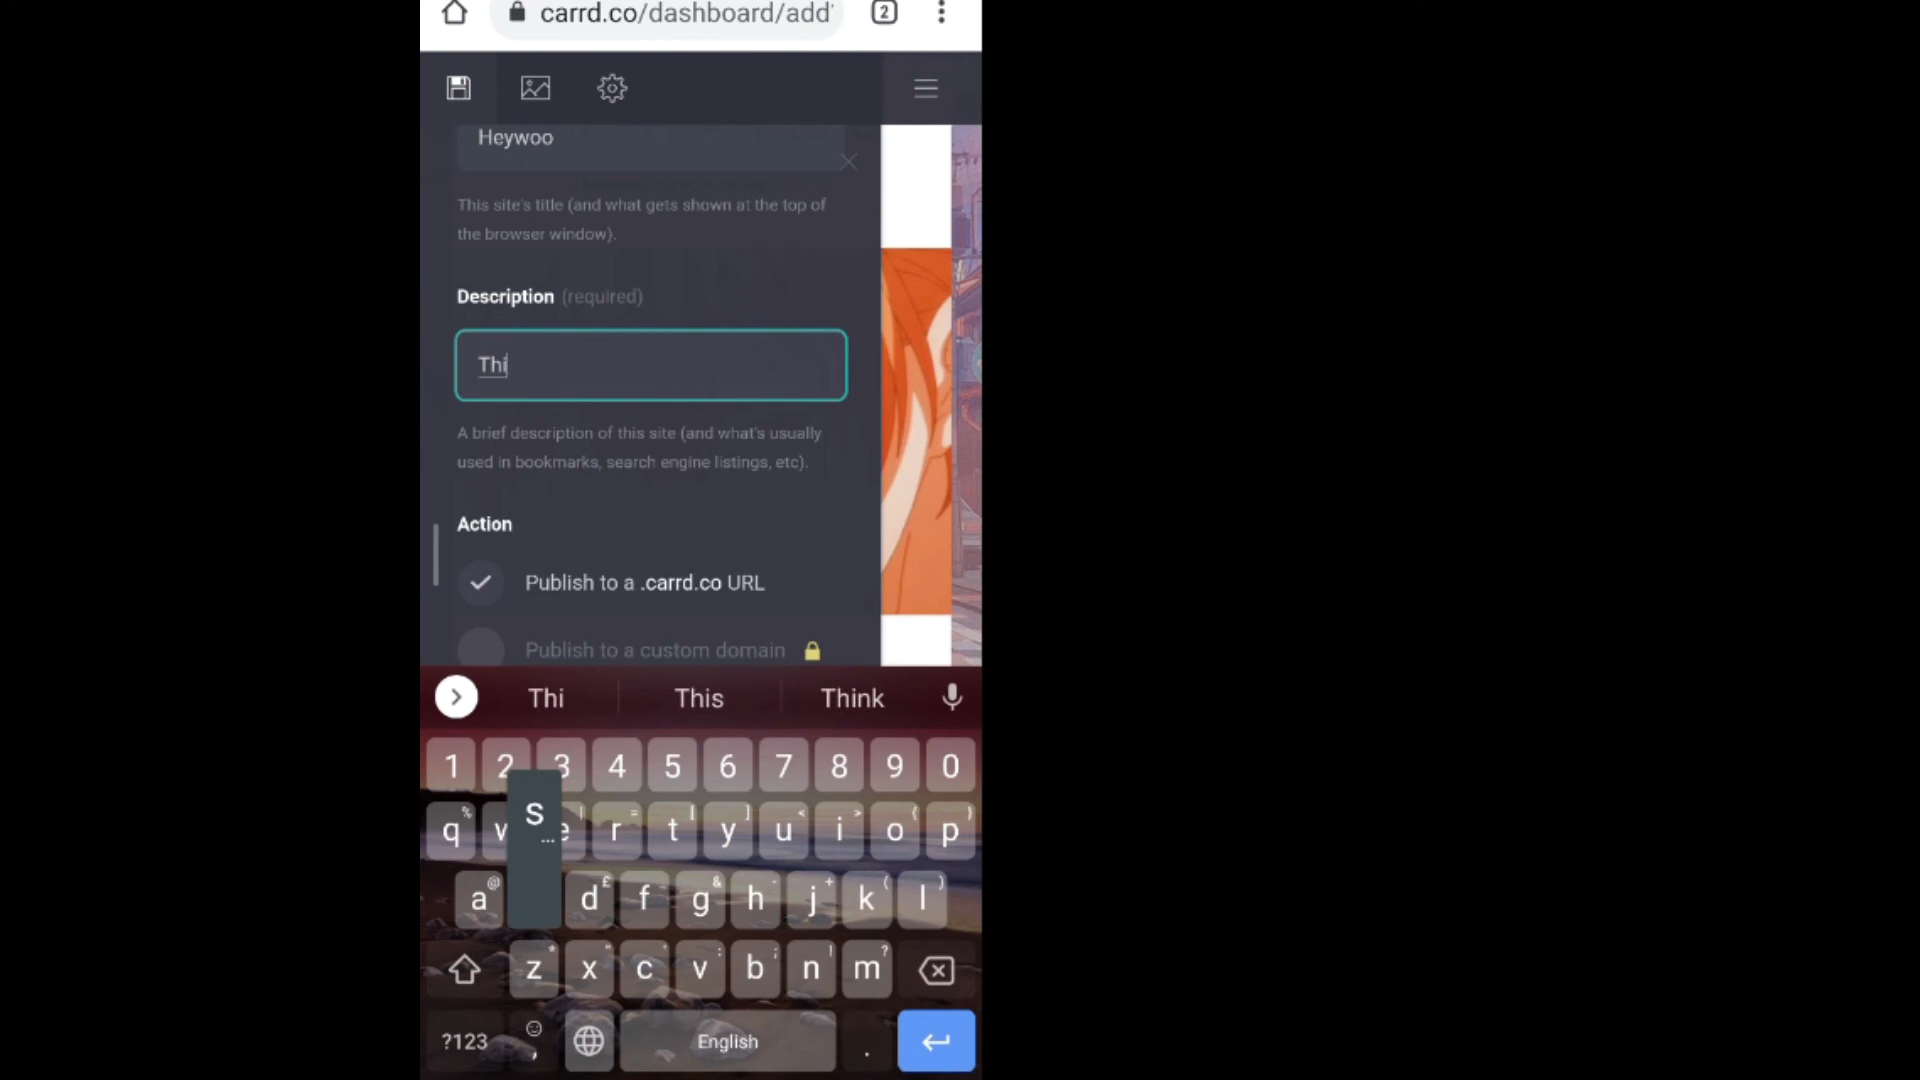 carrd.co/dashboard/add
2
Heywoo
This site's title (and what gets shown at the top of
the browser window).
Description (required)
Thi
A brief description of this site (and what's usually
used in bookmarks, search engine listings, etc).
Action
Publish to a .carrd.co URL
Publish to a custom domain
Thi This Think
1 2 3 4 5 6 7 8 9 0
q e r t y u i o p
s
a d f g h j k l
z x c v b n m
?123 , English .